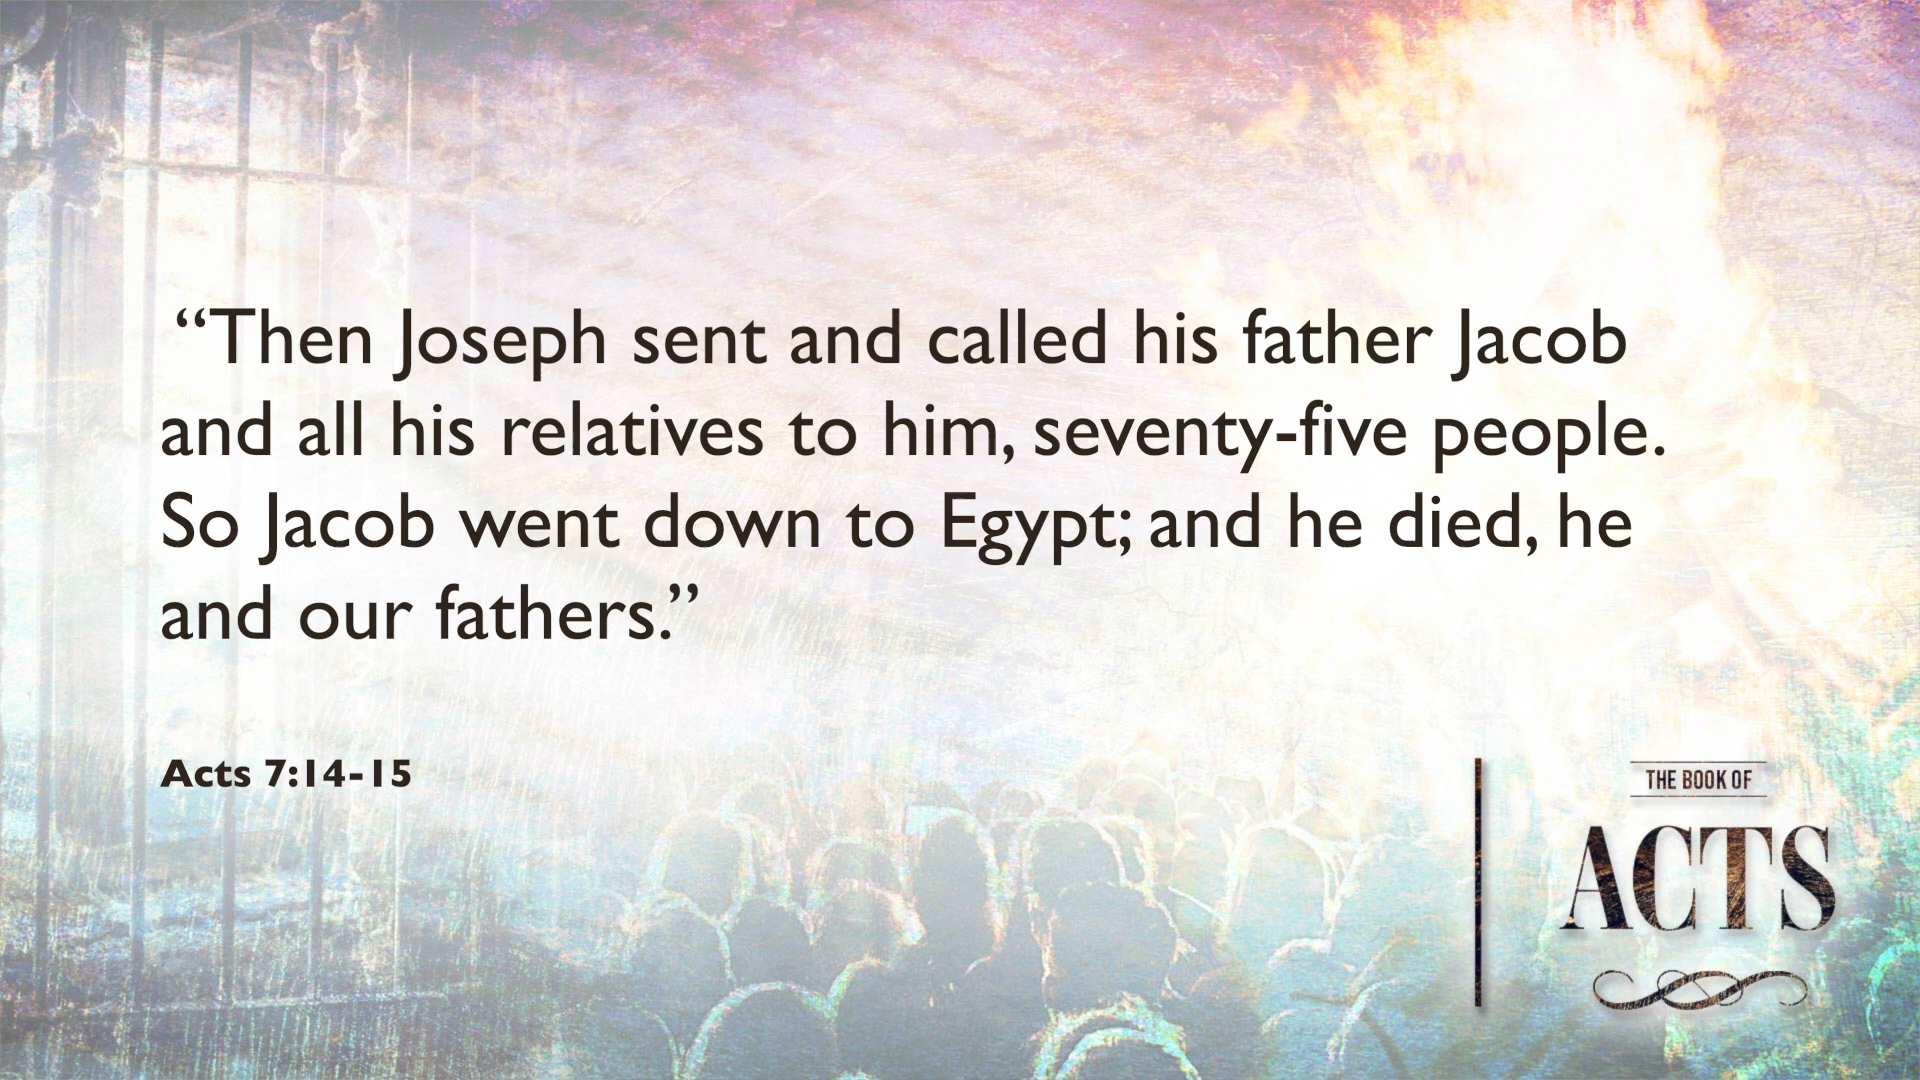 “Then Joseph sent and called his father Jacob
and all his relatives to him, seventy-five people.
So Jacob went down to Egypt; and he died, he
and our fathers.”
Acts 7:14-15
THE BOOK OF
ACTS